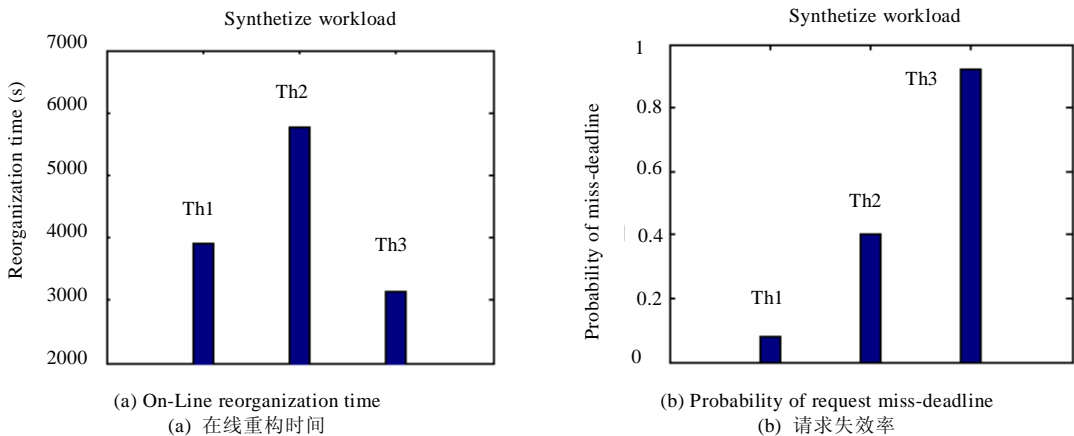 Synthetize workload
7000
6000
5000
4000
3000
2000
Reorganization time (s)
Th1
Th2
Th3
(a) On-Line reorganization time
(a) 在线重构时间
Synthetize workload
1
0.8
0.6
0.4
0.2
0
Probability of miss-deadline
Th1
Th2
Th3
(b) Probability of request miss-deadline
(b) 请求失效率